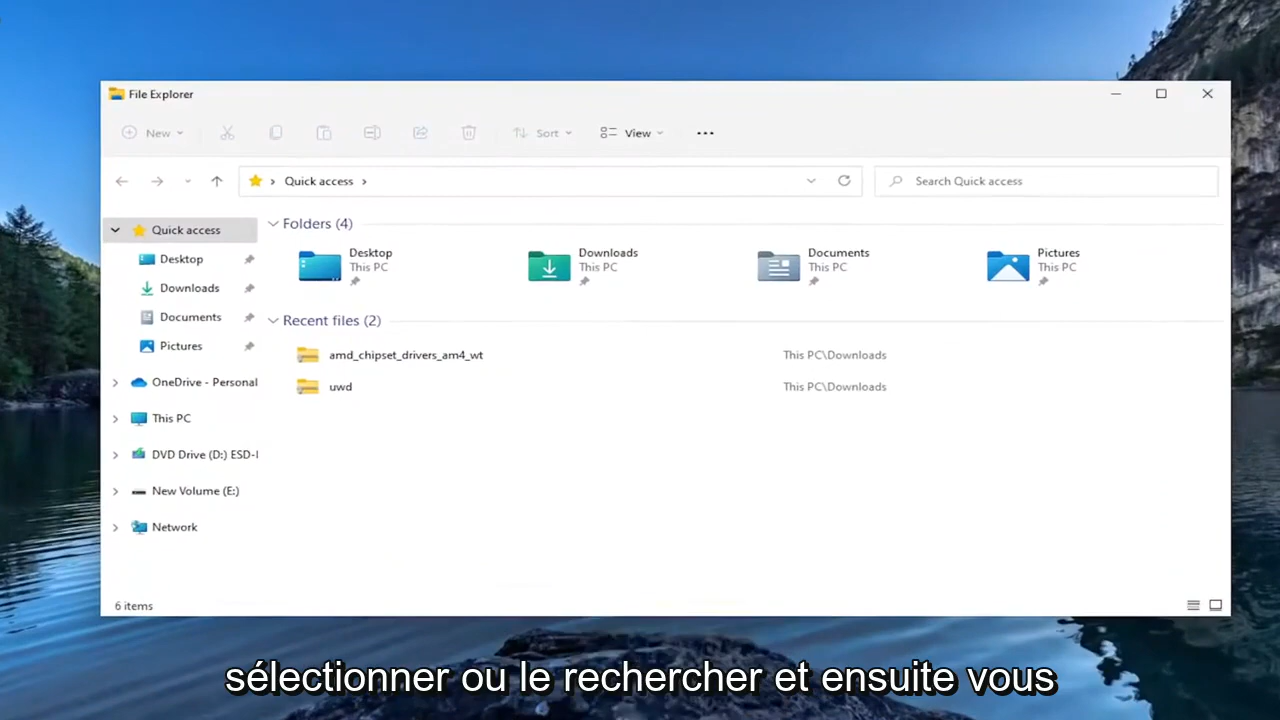 File Explorer
New
Sort
View
Quick access
Search Quick access
Quick access
Desktop
Downloads
Documents
Pictures
OneDrive - Personal
This PC
DVD Drive (D:) ESD-I
New Volume (E:)
Network
Folders (4)
Desktop
This PC
Downloads
This PC
Documents
This PC
Pictures
This PC
Recent files (2)
amd_chipset_drivers_am4_wt This PC\Downloads
uwd This PC\Downloads
6 items
sélectionner ou le rechercher et ensuite vous